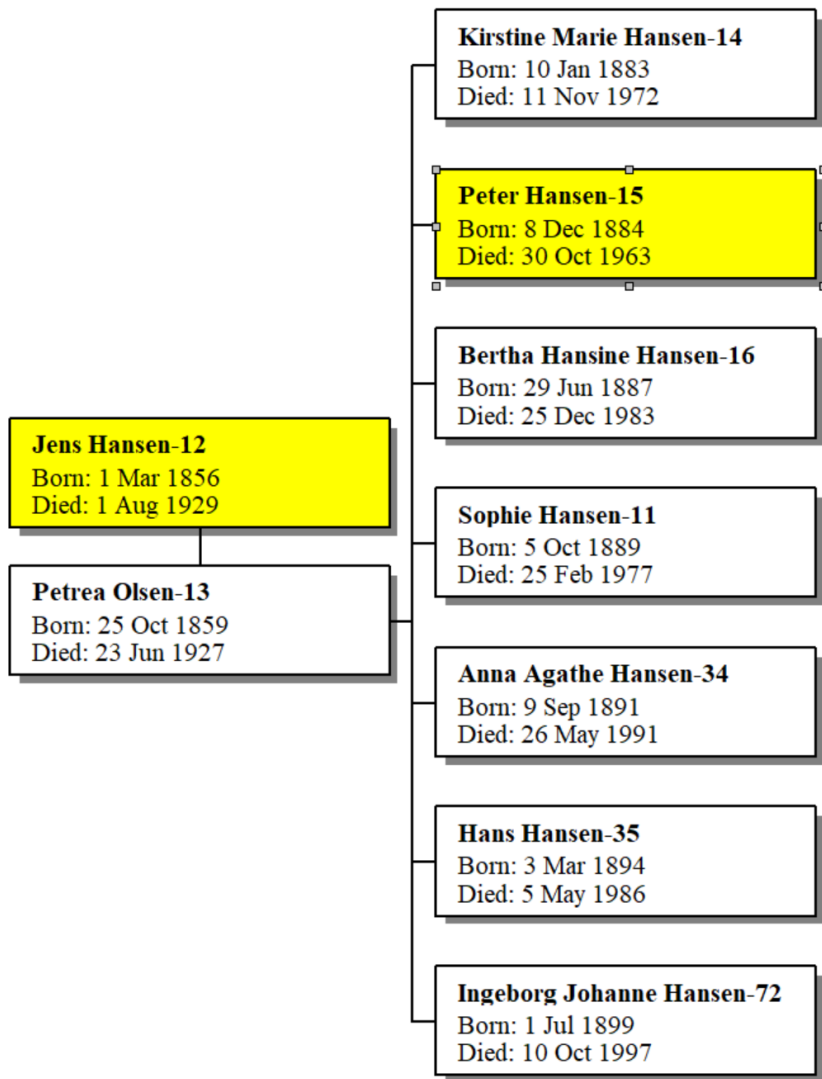 Kirstine Marie Hansen-14
Born: 10 Jan 1883
Died: 11 Nov 1972
Peter Hansen-15
Born: 8 Dec 1884
Died: 30 Oct 1963
Bertha Hansine Hansen-16
Born: 29 Jun 1887
Died: 25 Dec 1983
Jens Hansen-12
Born: 1 Mar 1856
Died: 1 Aug 1929
Petrea Olsen-13
Born: 25 Oct 1859
Died: 23 Jun 1927
Sophie Hansen-11
Born: 5 Oct 1889
Died: 25 Feb 1977
Anna Agathe Hansen-34
Born: 9 Sep 1891
Died: 26 May 1991
Hans Hansen-35
Born: 3 Mar 1894
Died: 5 May 1986
Ingeborg Johanne Hansen-72
Born: 1 Jul 1899
Died: 10 Oct 1997